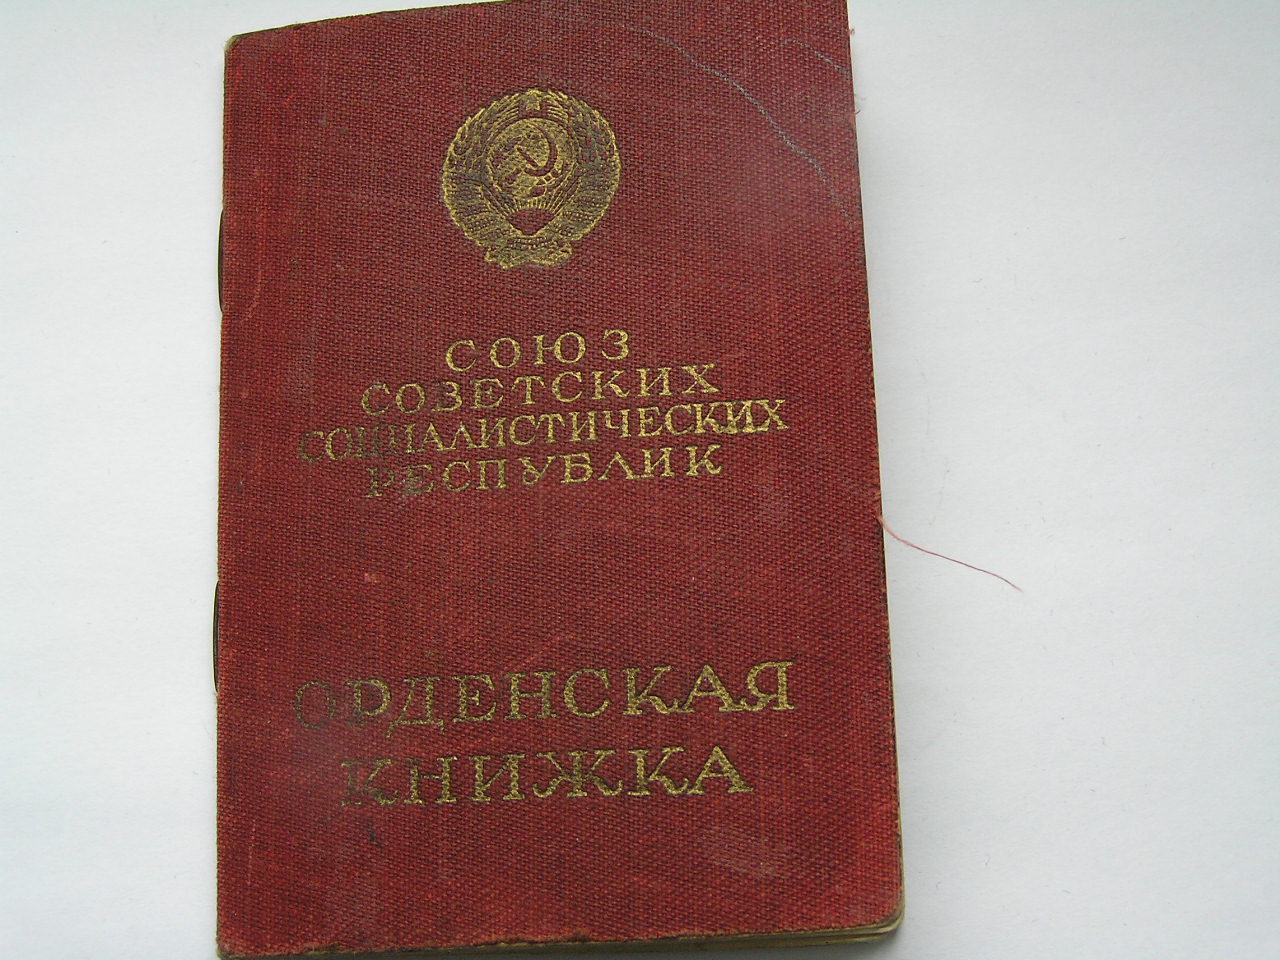 СОЮЗ
СОВЕТСКИХ
СОЦИАЛИСТИЧЕСКИХ
РЕСПУБЛИК
ОРДЕНСКАЯ
КНИЖКА